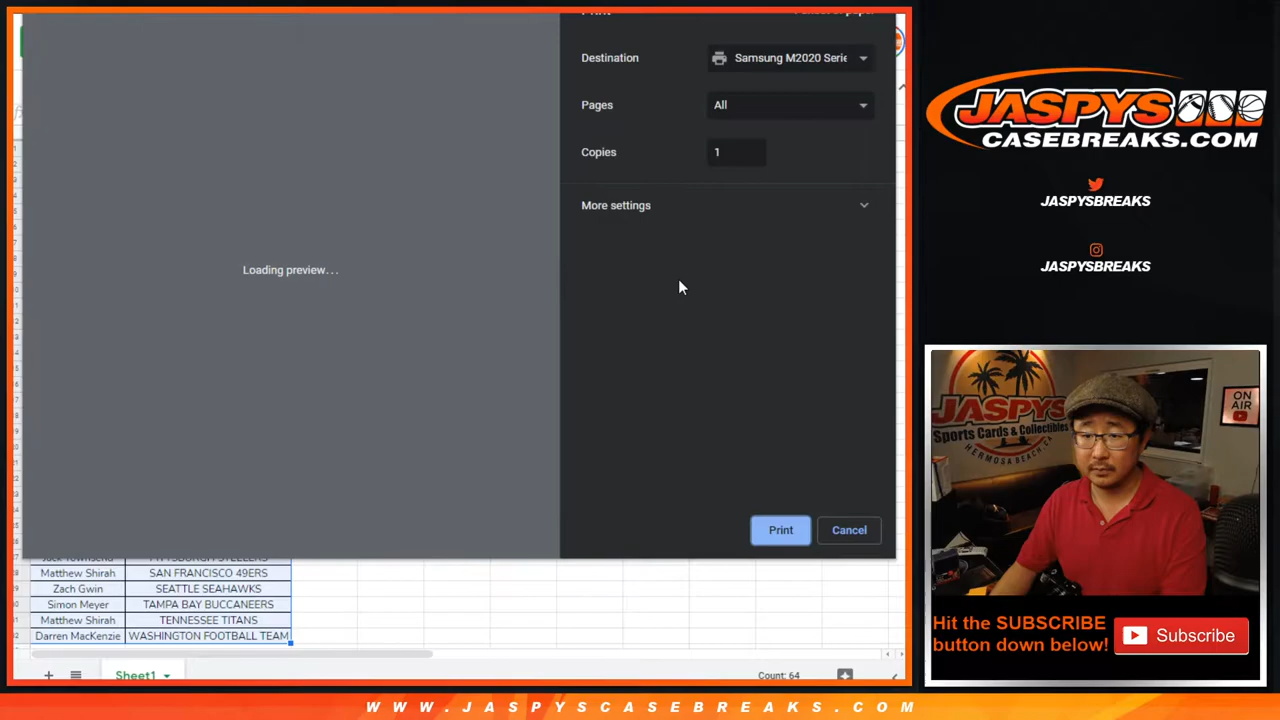 Destination
Samsung M2020 Serie
Pages
All
Copies
1
More settings
Loading preview...
Print
Cancel
Matthew Shirah SAN FRANCISCO 49ERS
Zach Gwin SEATTLE SEAHAWKS
Simon Meyer TAMPA BAY BUCCANEERS
Matthew Shirah TENNESSEE TITANS
Darren MacKenzie WASHINGTON FOOTBALL TEAM
Sheet1
Count: 64
JASPYS
CASEBREAKS.COM
JASPYSBREAKS
JASPYSBREAKS
JASPYS
Sports Cards & Collectibles
HERMOSA BEACH, CA
ON
AIR
Hit the SUBSCRIBE
button down below!
Subscribe
WWW.JASPYSCASEBREAKS.COM